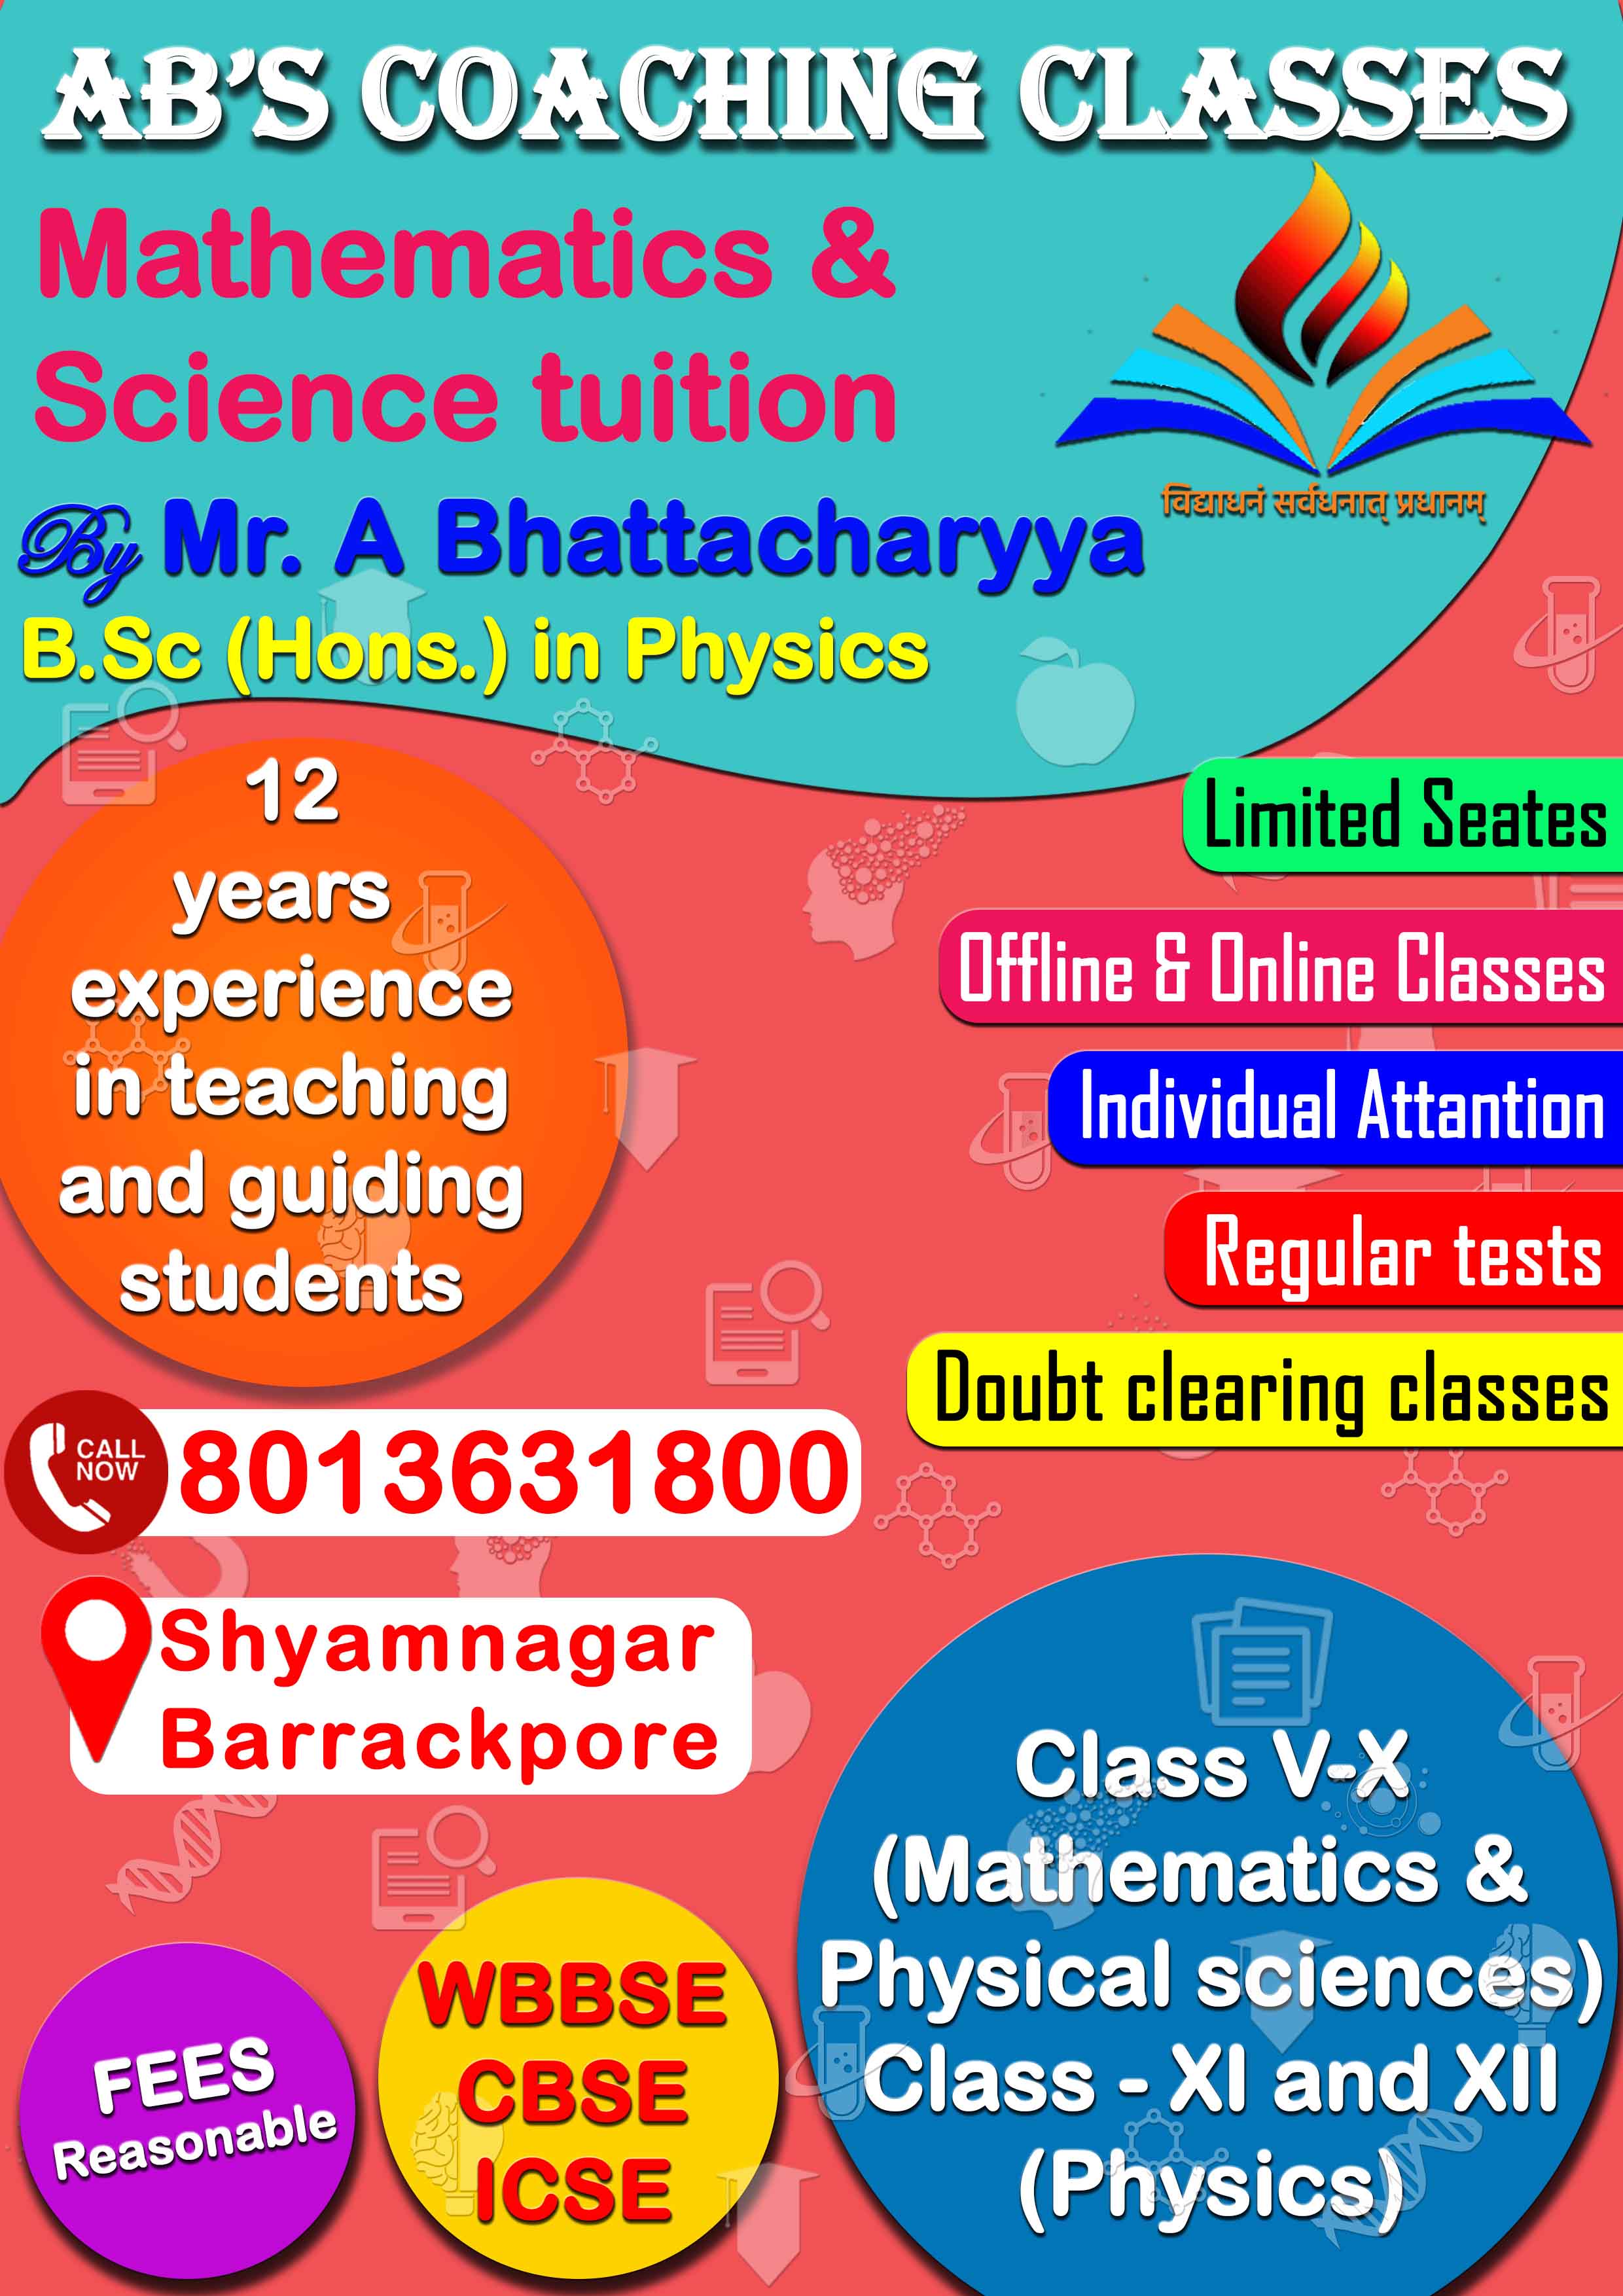 AB'S COACHING CLASSES
Mathematics &
Science tuition
विद्याधनं सर्वधनात् प्रधानम्
By Mr. A Bhattacharyya
B.Sc (Hons.) in Physics
12
years
experience
in teaching
and guiding
students
Limited Seates
Offline & Online Classes
Individual Attantion
Regular tests
Doubt clearing classes
CALL
NOW
8013631800
Shyamnagar
Barrackpore
FEES
Reasonable
WBBSE
CBSE
ICSE
Class V-X
(Mathematics &
Physical sciences)
Class - XI and XII
(Physics)